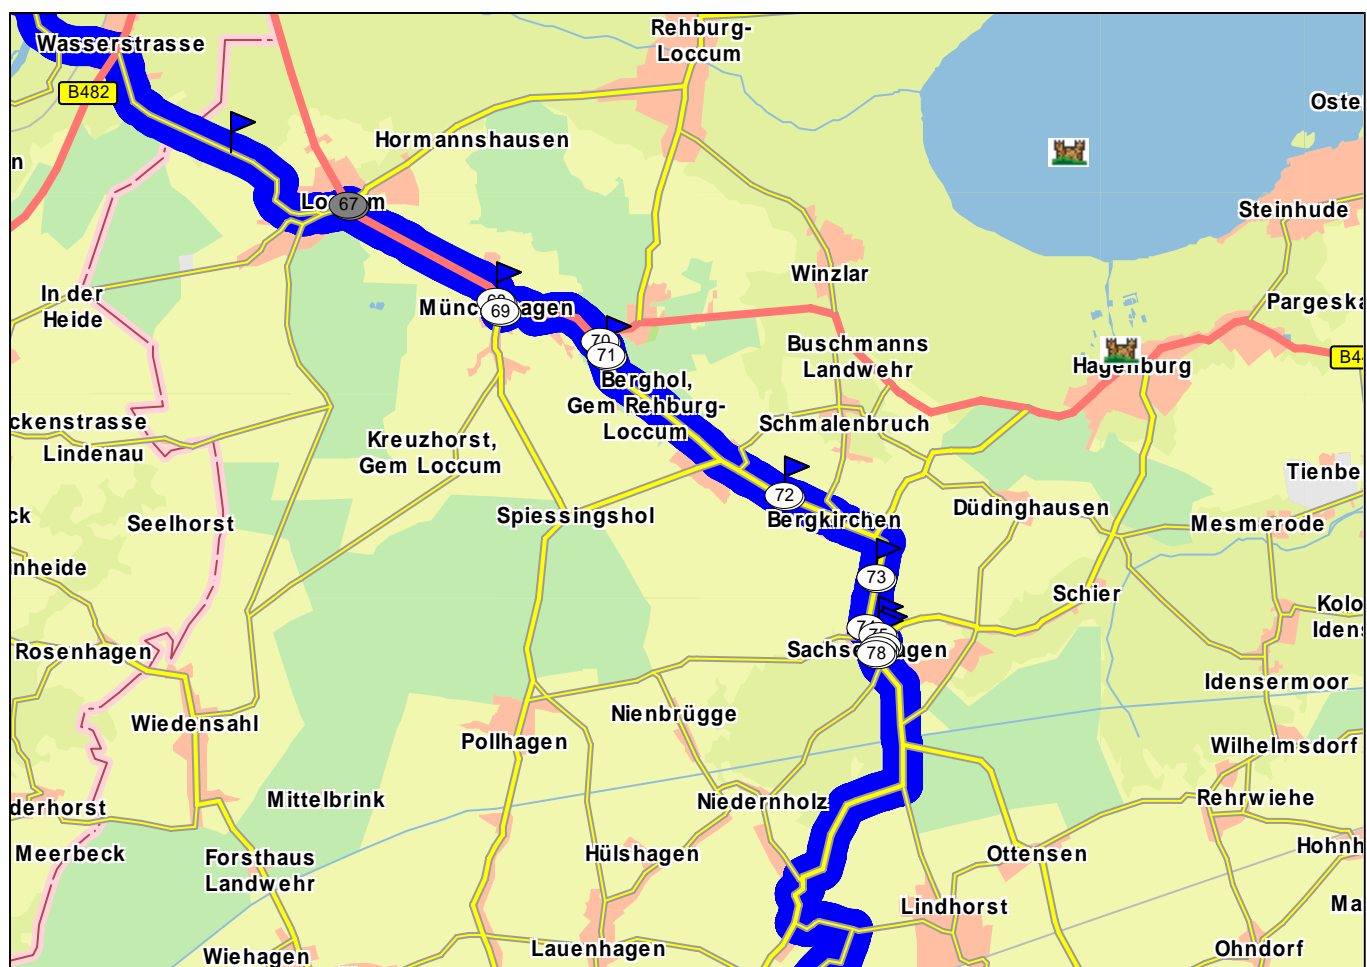 Rehburg-
Loccum
Wasserstrasse
B482
Oste
Hormannshausen
n
67
Steinhude
Winzlar
In der
Heide
Pargeska
69
70
71
Buschmanns
Landwehr
Hagenburg
Berghol,
Gem Rehburg-
Loccum
ckenstrasse
Lindenau
Kreuzhorst,
Gem Loccum
Schmalenbruch
Tienbe
72
Düdinghausen
ck
Seelhorst
Spiessingshol
Bergkirchen
Mesmerode
nheide
73
Schier
Kolo
Idens
78
Rosenhagen
Idensermoor
Wiedensahl
Nienbrügge
Pollhagen
Wilhelmsdorf
Mittelbrink
Niedernholz
Rehrwiehe
derhorst
Meerbeck
Forsthaus
Landwehr
Hülshagen
Ottensen
Hohnh
Lindhorst
Ma
Wiehagen
Lauenhagen
Ohndorf